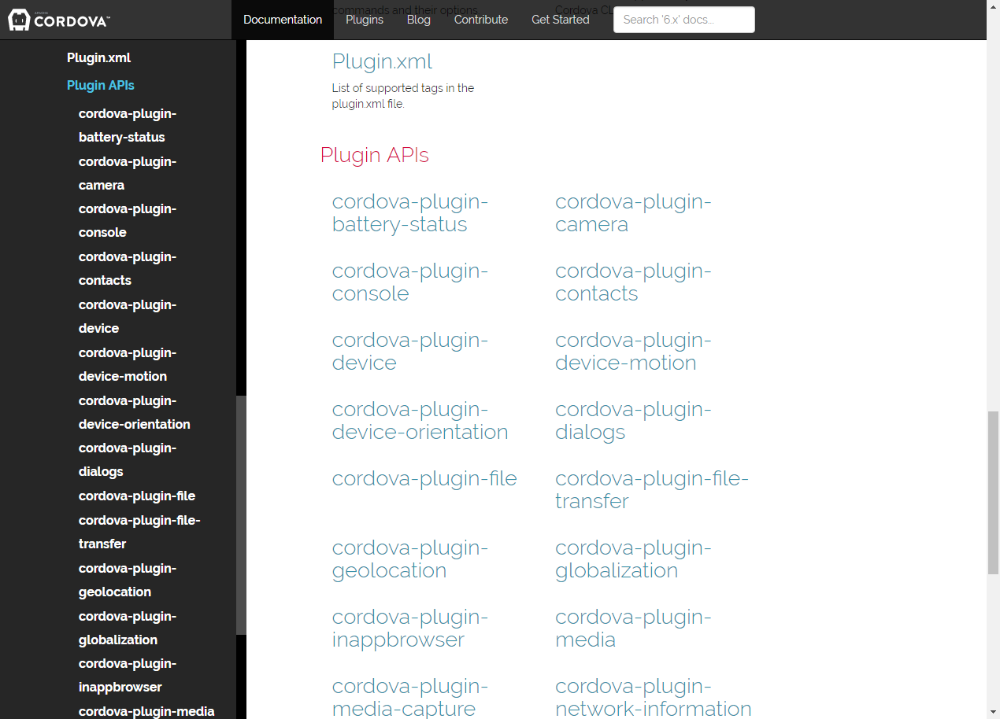 APACHE
CORDOVA™
Documentation
Plugins
Blog
Contribute
Get Started
Search '6.x' docs...
commands and their options.
Cordova CLI
Plugin.xml
Plugin APIs
cordova-plugin-
battery-status
cordova-plugin-
camera
cordova-plugin-
console
cordova-plugin-
contacts
cordova-plugin-
device
cordova-plugin-
device-motion
cordova-plugin-
device-orientation
cordova-plugin-
dialogs
cordova-plugin-file
cordova-plugin-file-
transfer
cordova-plugin-
geolocation
cordova-plugin-
globalization
cordova-plugin-
inappbrowser
cordova-plugin-media
Plugin.xml
List of supported tags in the
plugin.xml file.
Plugin APIs
cordova-plugin-
battery-status
cordova-plugin-
camera
cordova-plugin-
console
cordova-plugin-
contacts
cordova-plugin-
device
cordova-plugin-
device-motion
cordova-plugin-
device-orientation
cordova-plugin-
dialogs
cordova-plugin-file
cordova-plugin-file-
transfer
cordova-plugin-
geolocation
cordova-plugin-
globalization
cordova-plugin-
inappbrowser
cordova-plugin-
media
cordova-plugin-
media-capture
cordova-plugin-
network-information